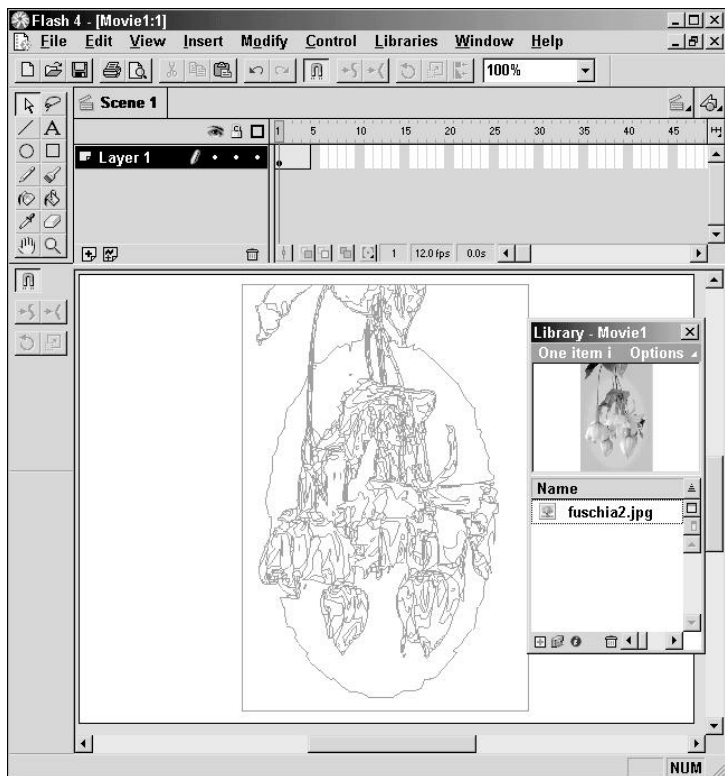 Flash 4 - [Movie1:1]
File Edit View Insert Modify Control Libraries Window Help
100%
Scene 1
1 5 10 15 20 25 30 35 40 45
A
Layer 1
1 12.0 fps 0.0s
Library - Movie1
One item i Options
Name
fuschia2.jpg
NUM